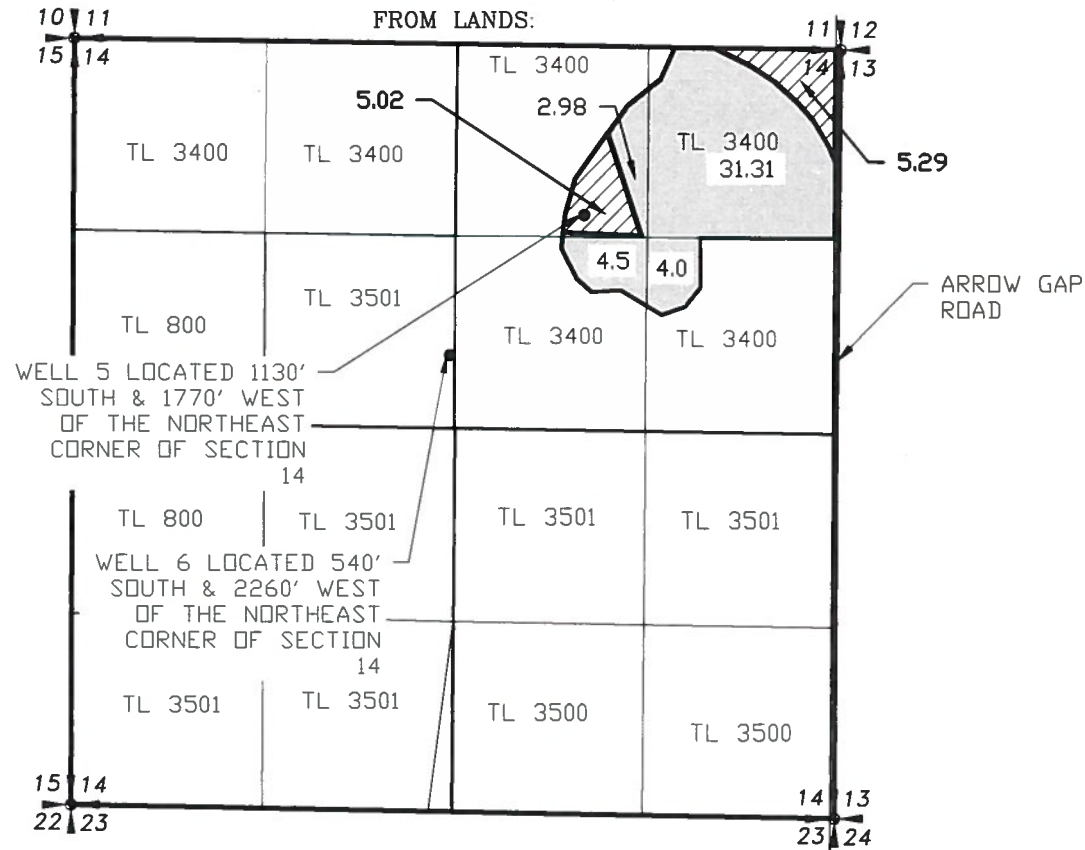 FROM LANDS:
10 11
15 14
11 12
14 13
TL 3400
5.02
2.98
TL 3400
TL 3400
TL 3400
31.31
5.29
4.5
4.0
TL 3501
TL 800
TL 3400
TL 3400
ARROW GAP
ROAD
WELL 5 LOCATED 1130'
SOUTH & 1770' WEST
OF THE NORTHEAST
CORNER OF SECTION
14
TL 800
TL 3501
TL 3501
TL 3501
WELL 6 LOCATED 540'
SOUTH & 2260' WEST
OF THE NORTHEAST
CORNER OF SECTION
14
TL 3501
TL 3501
TL 3500
TL 3500
15 14
22 23
14 13
23 24